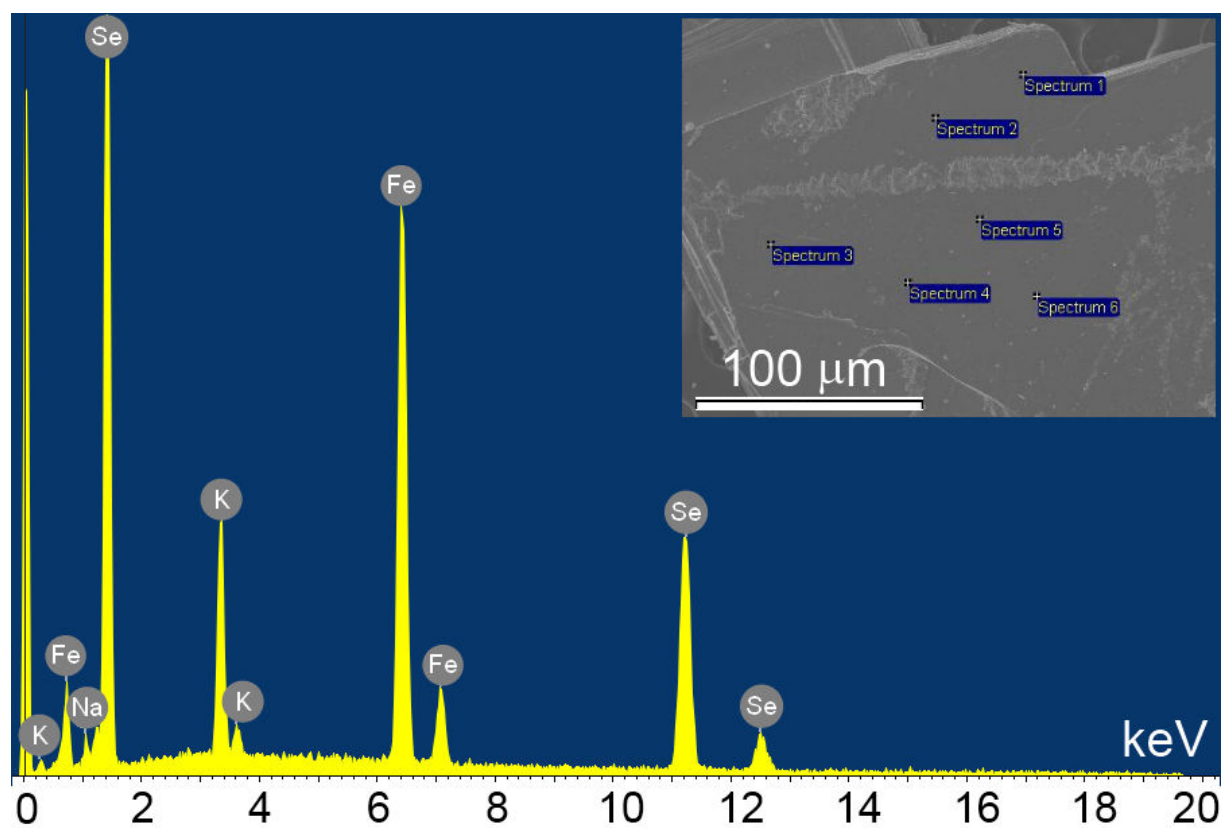 Se
Spectrum 1
Spectrum 2
Fe
Spectrum 5
Spectrum 3
Spectrum 4
Spectrum 6
100 μm
K
Se
Fe
Fe
Na
K
Se
K
keV
0 2 4 6 8 10 12 14 16 18 20